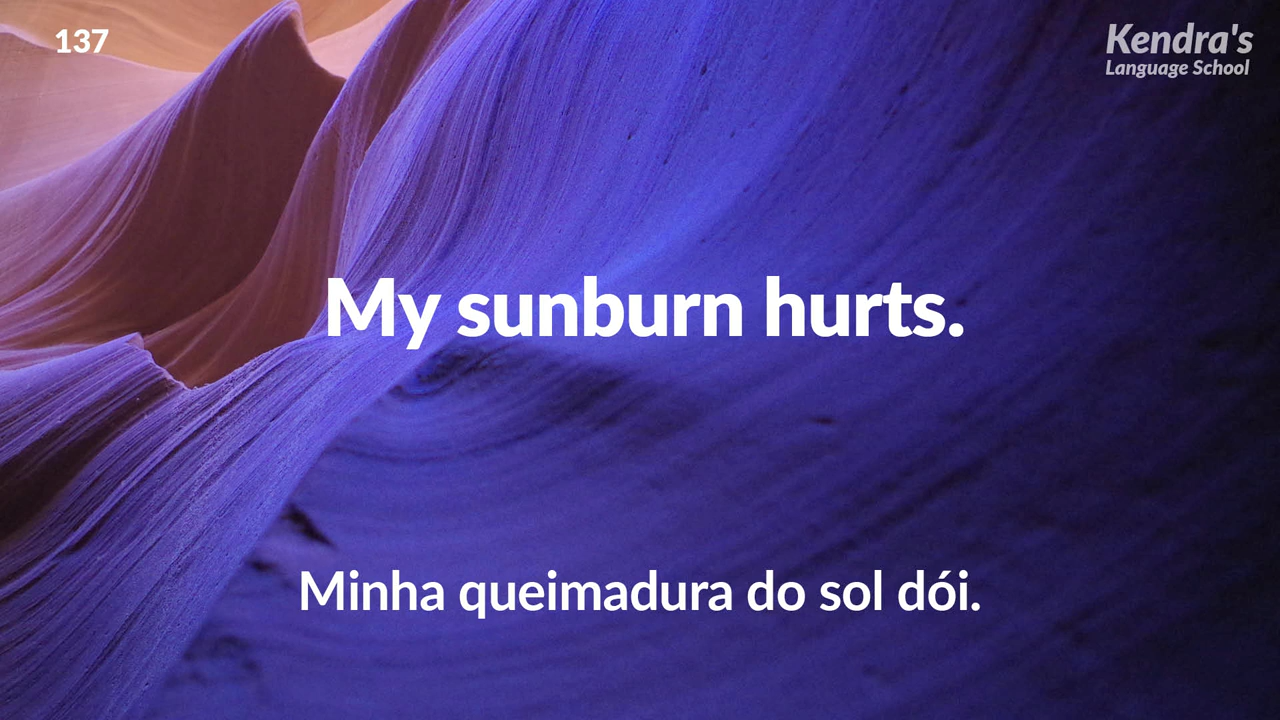 137
Kendra's
Language School
My sunburn hurts.
Minha queimadura do sol dói.